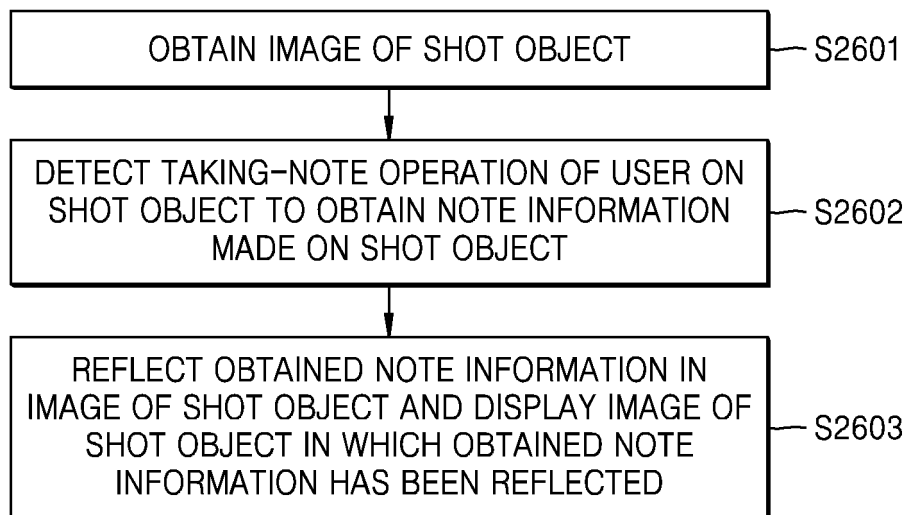 OBTAIN IMAGE OF SHOT OBJECT
S2601
DETECT TAKING-NOTE OPERATION OF USER ON
SHOT OBJECT TO OBTAIN NOTE INFORMATION
MADE ON SHOT OBJECT
S2602
REFLECT OBTAINED NOTE INFORMATION IN
IMAGE OF SHOT OBJECT AND DISPLAY IMAGE OF
SHOT OBJECT IN WHICH OBTAINED NOTE
INFORMATION HAS BEEN REFLECTED
S2603